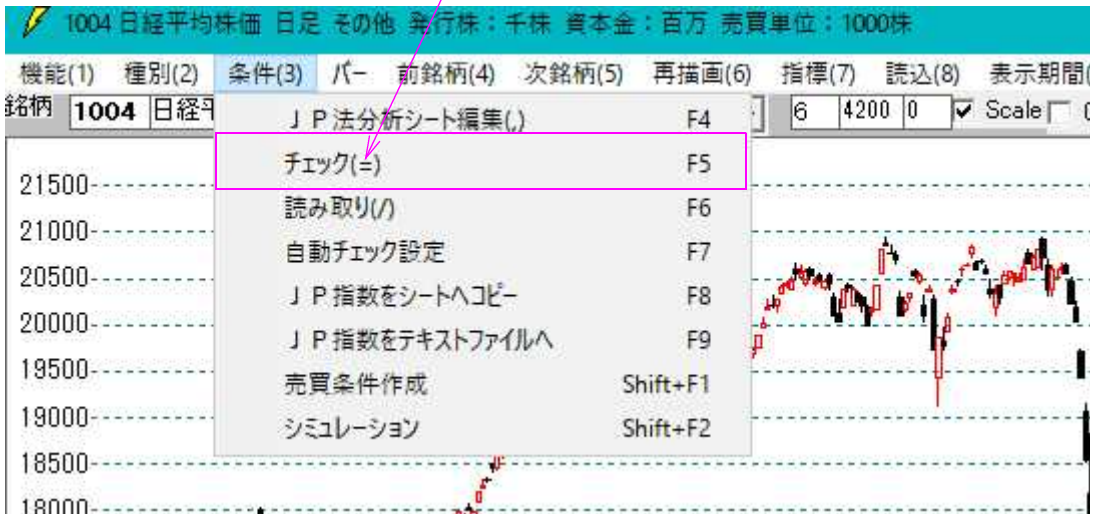 1004 日経平均株価 日足 その他 発行株：千株 資本金：百万 売買単位：1000株
機能(1) 種別(2) 条件(3) バー 前銘柄(4) 次銘柄(5) 再描画(6) 指標(7) 読込(8) 表示期間(
銘柄 1004 日経平 6 4200 0 Scale
ＪＰ法分析シート編集(,) F4
チェック(=) F5
読み取り(/) F6
自動チェック設定 F7
ＪＰ指数をシートへコピー F8
ＪＰ指数をテキストファイルへ F9
売買条件作成 Shift+F1
シミュレーション Shift+F2
21500
21000
20500
20000
19500
19000
18500
18000